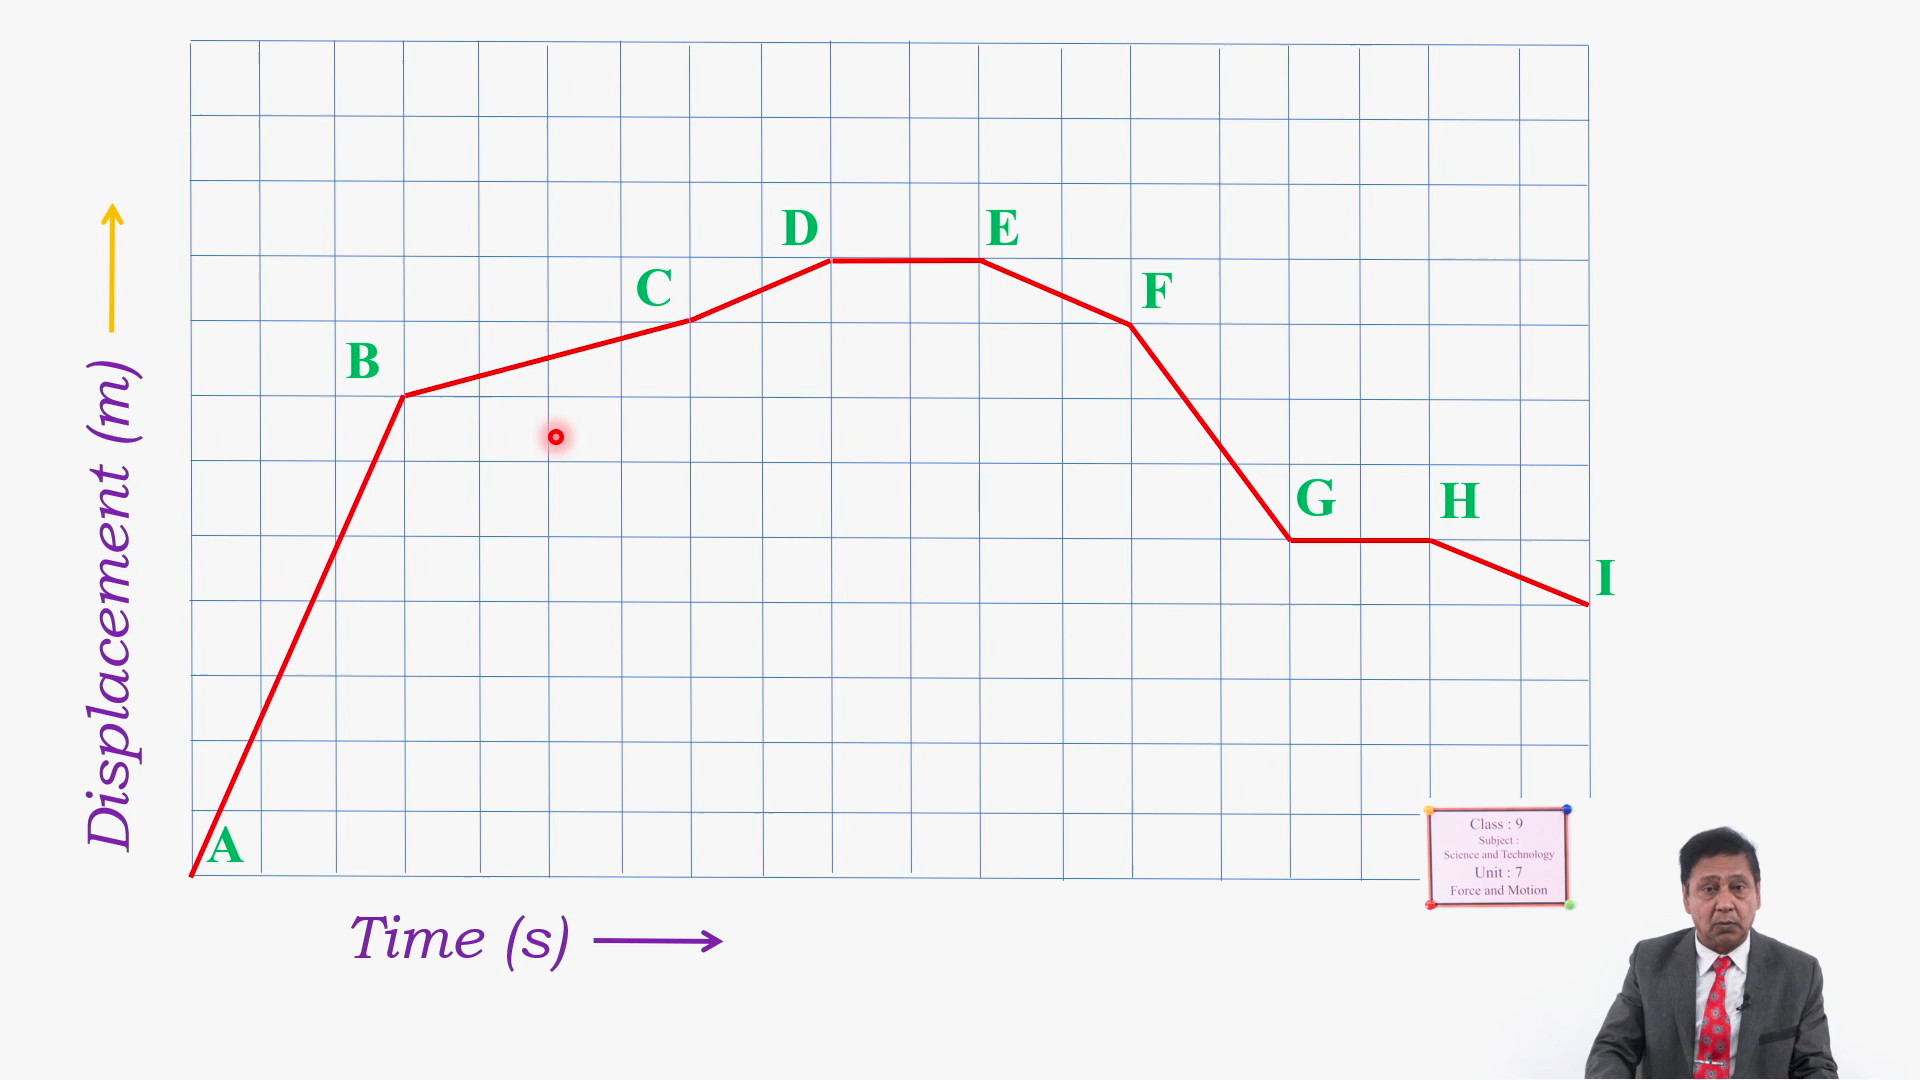 D
E
C
F
B
G
H
I
A
Displacement (m)
Time (s)
Class : 9
Subject :
Science and Technology
Unit : 7
Force and Motion